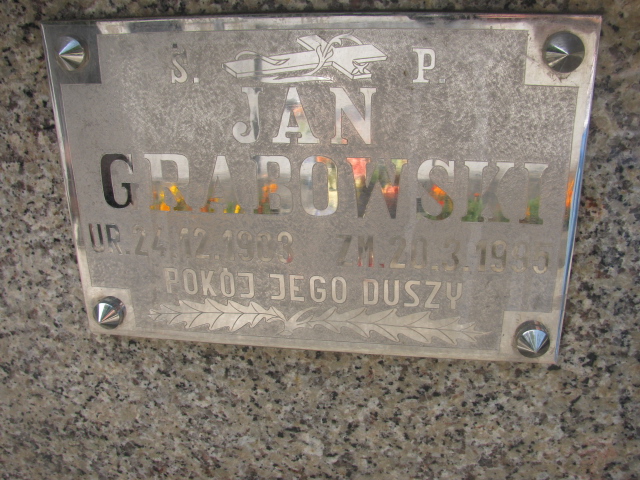 Ś. P.
JAN
GRABOWSKI
UR. ZM.
POKÓJ JEGO DUSZY